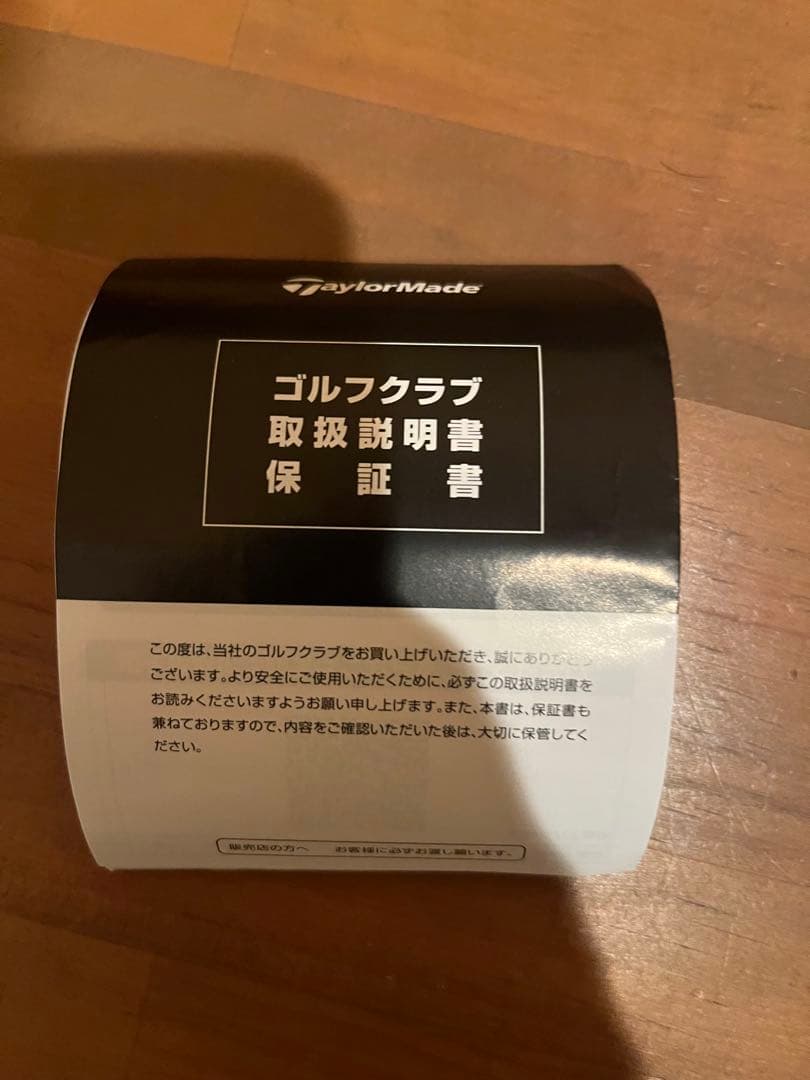 TaylorMade
ゴルフクラブ
取扱説明書
保証書
この度は、当社のゴルフクラブをお買い上げいただき、誠にありがとう
ございます。より安全にご使用いただくために、必ずこの取扱説明書を
お読みくださいますようお願い申し上げます。また、本書は、保証書も
兼ねておりますので、内容をご確認いただいた後は、大切に保管してく
ださい。
販売店の方へ　お客様に必ずお渡し願います。